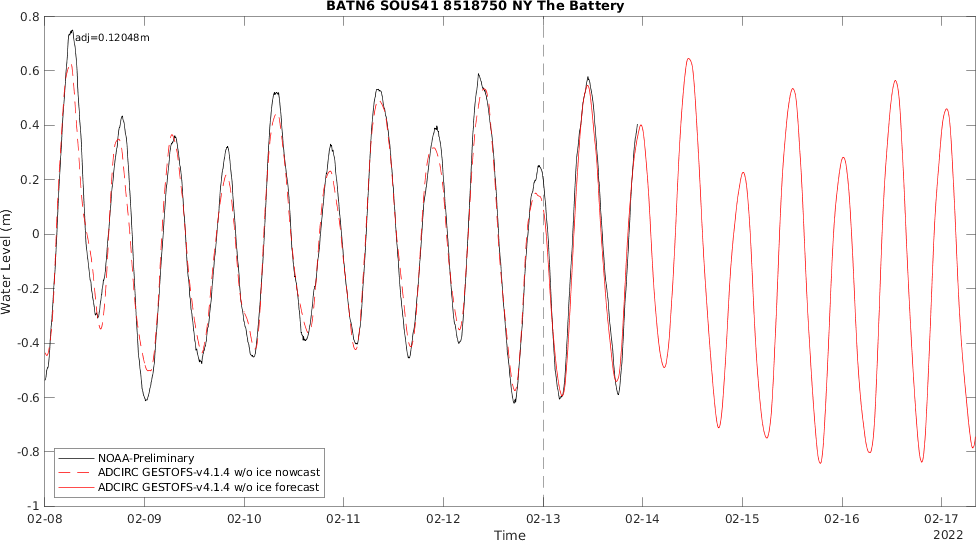 BATN6 SOUS41 8518750 NY The Battery
adj=0.12048m
0.8
0.6
0.4
0.2
0
-0.2
-0.4
-0.6
-0.8
-1
Water Level (m)
NOAA-Preliminary
ADCIRC GESTOFS-v4.1.4 w/o ice nowcast
ADCIRC GESTOFS-v4.1.4 w/o ice forecast
02-08 02-09 02-10 02-11 02-12 02-13 02-14 02-15 02-16 02-17
Time
2022